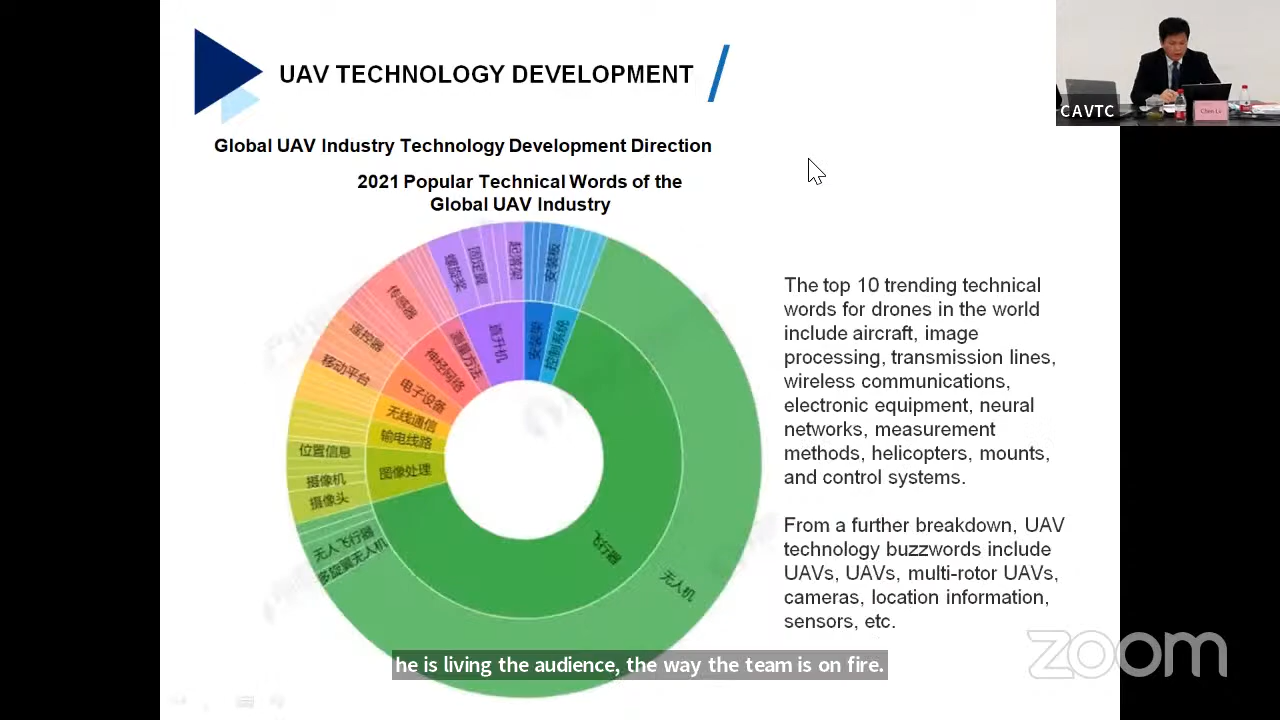 UAV TECHNOLOGY DEVELOPMENT
CAVTC
Chen Lv
Global UAV Industry Technology Development Direction
2021 Popular Technical Words of the
Global UAV Industry
螺旋桨
固定翼
起落架
安装板
传感器
遥控器
移动平台
位置信息
摄像机
摄像头
无人飞行器
多旋翼无人机
无人机
直升机
安装架
控制系统
测量方法
神经网络
电子设备
无线通信
输电线路
图像处理
飞行器
The top 10 trending technical
words for drones in the world
include aircraft, image
processing, transmission lines,
wireless communications,
electronic equipment, neural
networks, measurement
methods, helicopters, mounts,
and control systems.
From a further breakdown, UAV
technology buzzwords include
UAVs, UAVs, multi-rotor UAVs,
cameras, location information,
sensors, etc.
he is living the audience, the way the team is on fire.
zoom